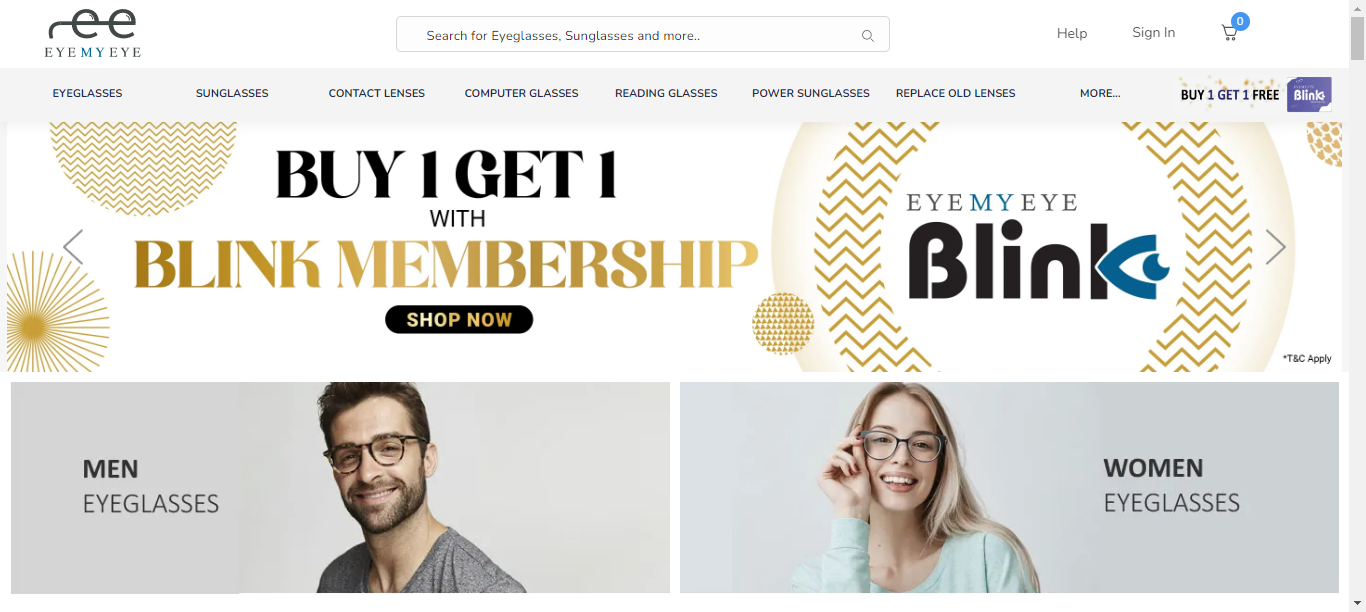 EYEMYEYE
Search for Eyeglasses, Sunglasses and more..
Help
Sign In
0
EYEGLASSES
SUNGLASSES
CONTACT LENSES
COMPUTER GLASSES
READING GLASSES
POWER SUNGLASSES
REPLACE OLD LENSES
MORE...
BUY 1 GET 1 FREE
Blink
BUY 1 GET 1
WITH
BLINK MEMBERSHIP
SHOP NOW
EYEMYEYE
Blink
*T&C Apply
MEN
EYEGLASSES
WOMEN
EYEGLASSES